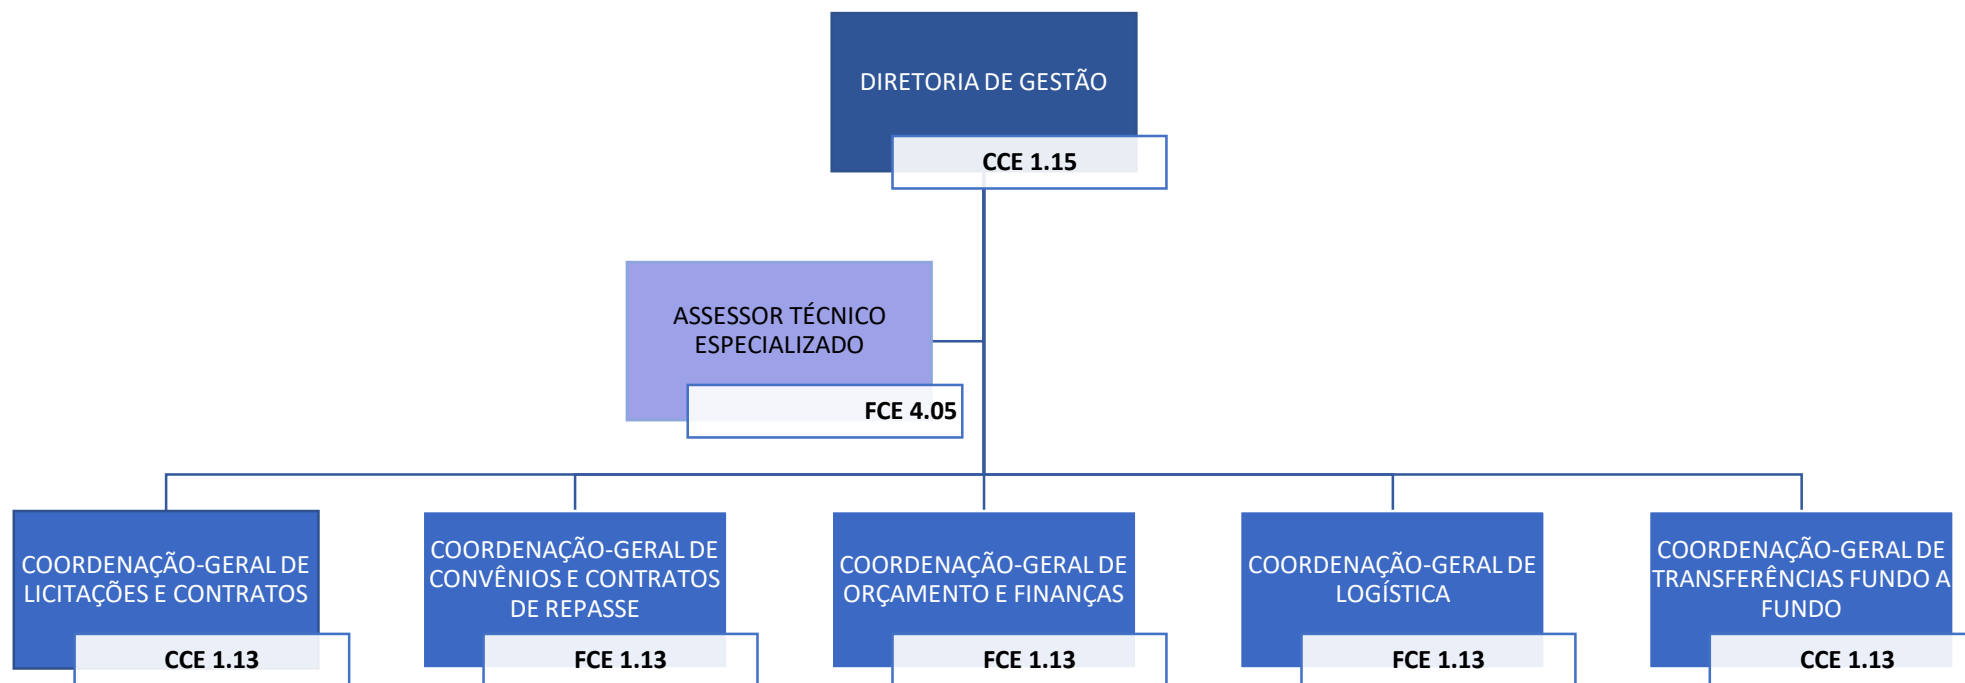 DIRETORIA DE GESTÃO
CCE 1.15
ASSESSOR TÉCNICO
ESPECIALIZADO
FCE 4.05
COORDENAÇÃO-GERAL DE
LICITAÇÕES E CONTRATOS
CCE 1.13
COORDENAÇÃO-GERAL DE
CONVÊNIOS E CONTRATOS
DE REPASSE
FCE 1.13
COORDENAÇÃO-GERAL DE
ORÇAMENTO E FINANÇAS
FCE 1.13
COORDENAÇÃO-GERAL DE
LOGÍSTICA
FCE 1.13
COORDENAÇÃO-GERAL DE
TRANSFERÊNCIAS FUNDO A
FUNDO
CCE 1.13